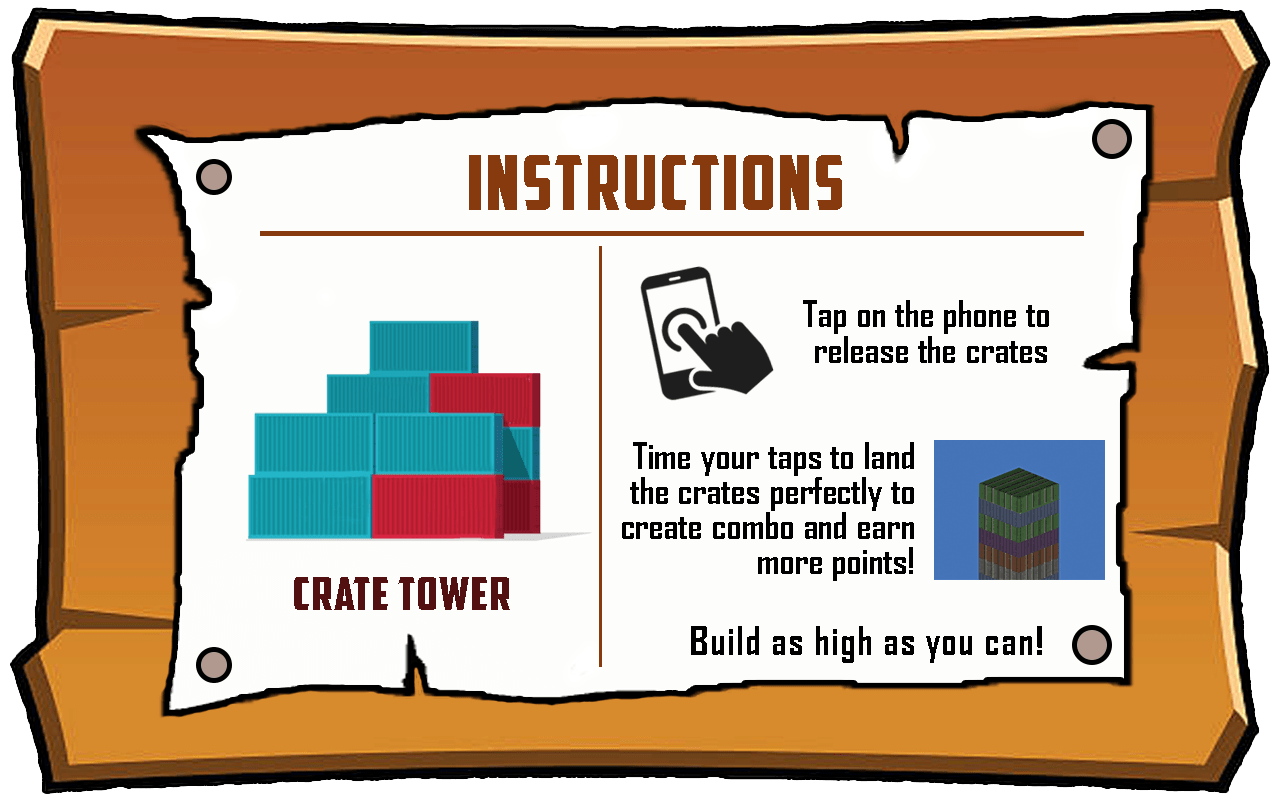 INSTRUCTIONS
Tap on the phone to
release the crates
Time your taps to land
the crates perfectly to
create combo and earn
more points!
CRATE TOWER
Build as high as you can!